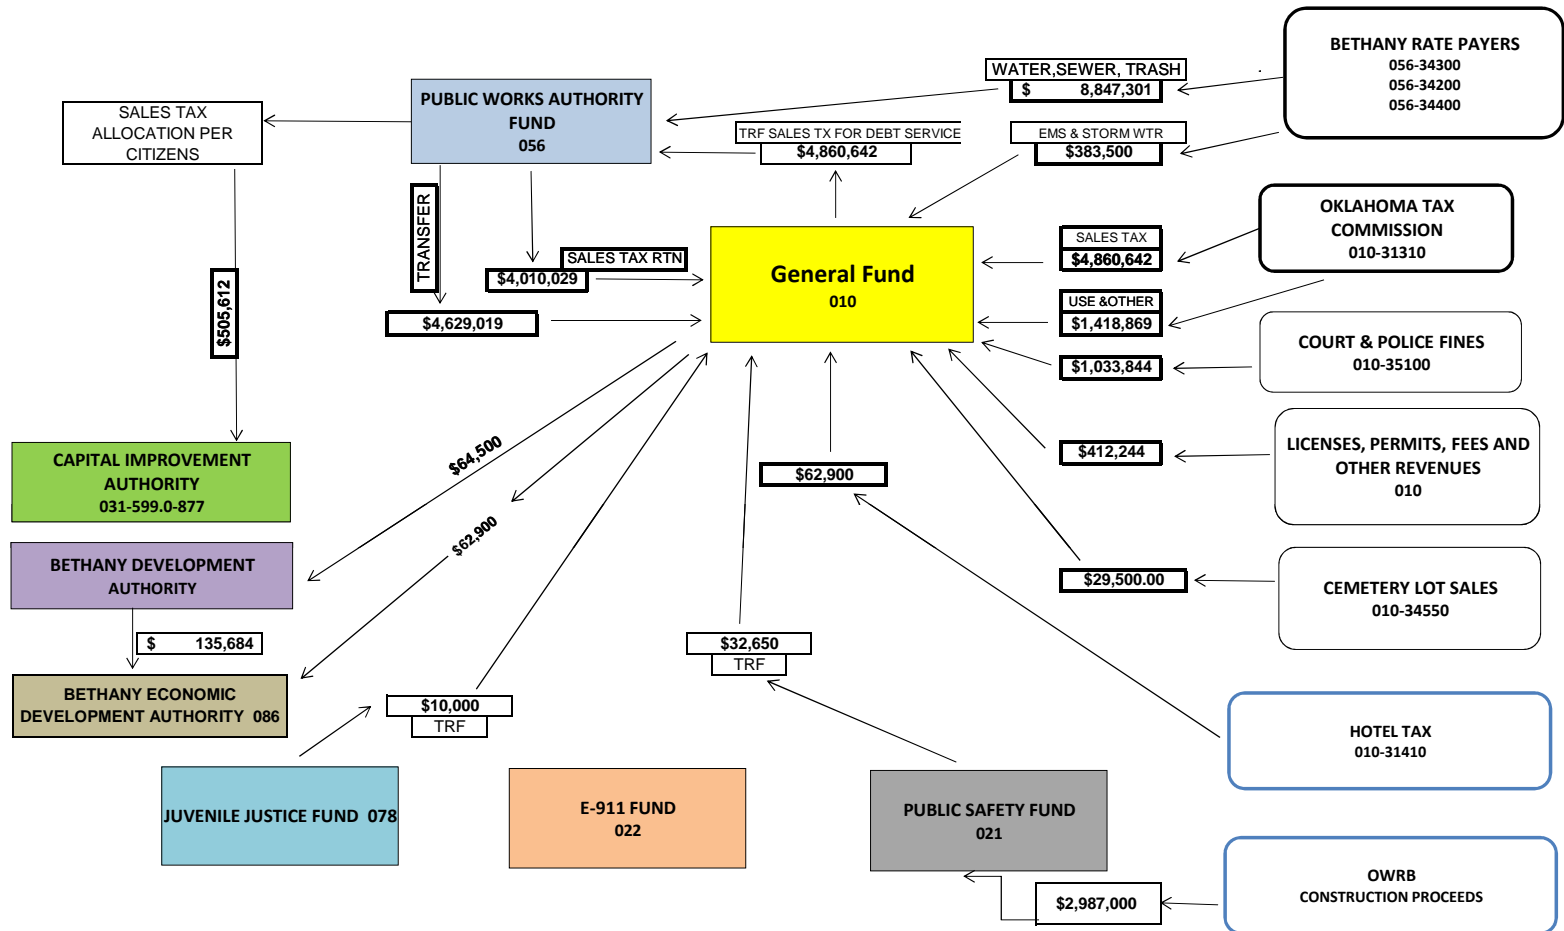 BETHANY RATE PAYERS
056-34300
056-34200
056-34400
WATER,SEWER, TRASH
$ 8,847,301
PUBLIC WORKS AUTHORITY
FUND
056
SALES TAX
ALLOCATION PER
CITIZENS
TRF SALES TX FOR DEBT SERVICE
$4,860,642
EMS & STORM WTR
$383,500
TRANSFER
OKLAHOMA TAX
COMMISSION
010-31310
SALES TAX
$4,860,642
General Fund
010
SALES TAX RTN
$4,010,029
$4,629,019
$505,612
USE &OTHER
$1,418,869
COURT & POLICE FINES
010-35100
$1,033,844
LICENSES, PERMITS, FEES AND
OTHER REVENUES
010
$412,244
CAPITAL IMPROVEMENT
AUTHORITY
031-599.0-877
$64,500
$62,900
$62,900
BETHANY DEVELOPMENT
AUTHORITY
$29,500.00
CEMETERY LOT SALES
010-34550
$ 135,684
$32,650
TRF
BETHANY ECONOMIC
DEVELOPMENT AUTHORITY 086
$10,000
TRF
HOTEL TAX
010-31410
JUVENILE JUSTICE FUND 078
E-911 FUND
022
PUBLIC SAFETY FUND
021
OWRB
CONSTRUCTION PROCEEDS
$2,987,000